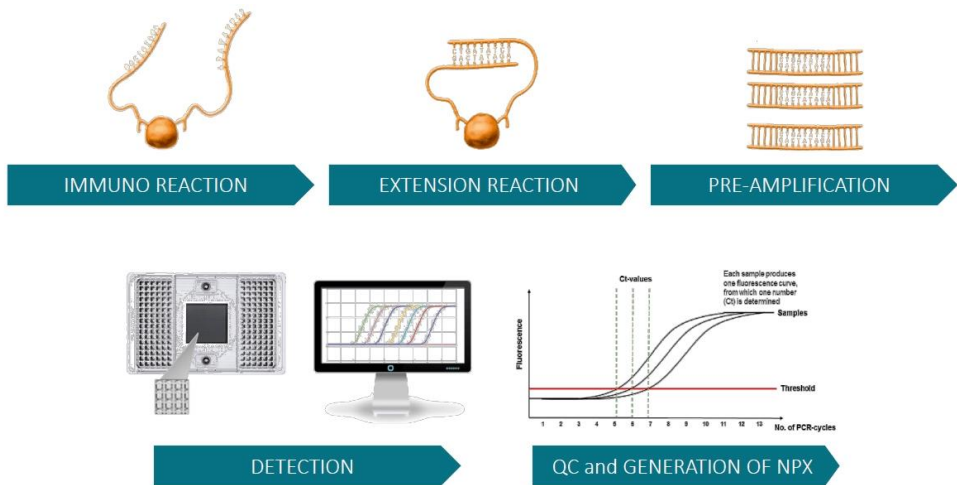 IMMUNO REACTION
EXTENSION REACTION
PRE-AMPLIFICATION
DETECTION
Ct-values
Each sample produces
one fluorescence curve,
from which one number
(Ct) is determined
Samples
Fluorescence
Threshold
1 2 3 4 5 6 7 8 9 10 11 12 13
No. of PCR-cycles
QC and GENERATION OF NPX